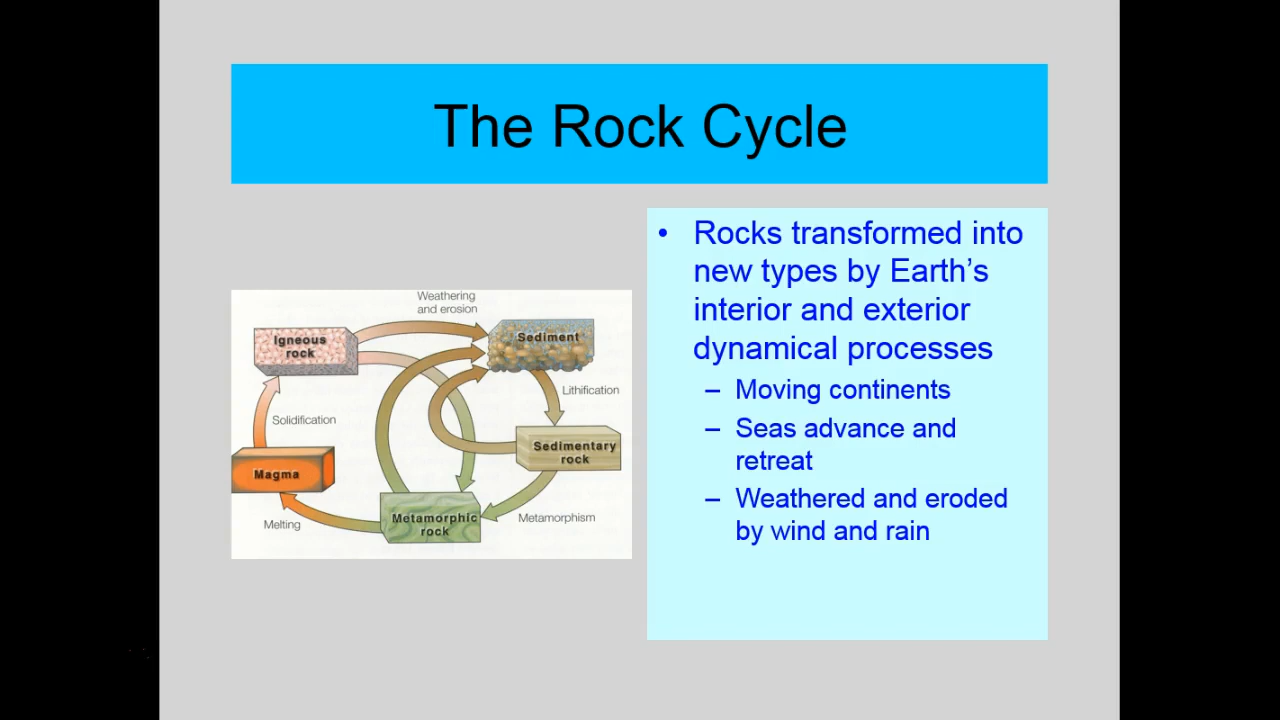 The Rock Cycle
Weathering
and erosion
Igneous
rock
Sediment
Lithification
Solidification
Sedimentary
rock
Magma
Metamorphic
rock
Metamorphism
Melting
• Rocks transformed into
new types by Earth’s
interior and exterior
dynamical processes
– Moving continents
– Seas advance and
retreat
– Weathered and eroded
by wind and rain